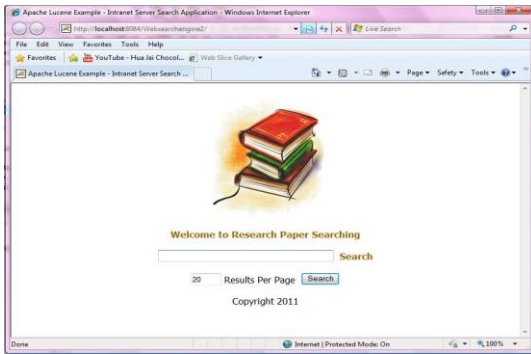 Apache Lucene Example - Intranet Server Search Application - Windows Internet Explorer
http://localhost:8084/Websearchengine2/ Live Search
File Edit View Favorites Tools Help
Favorites YouTube - Hua Jai Chocol... Web Slice Gallery
Apache Lucene Example - Intranet Server Search ... Page Safety Tools
Welcome to Research Paper Searching
Search
20 Results Per Page Search
Copyright 2011
Done Internet | Protected Mode: On 100%